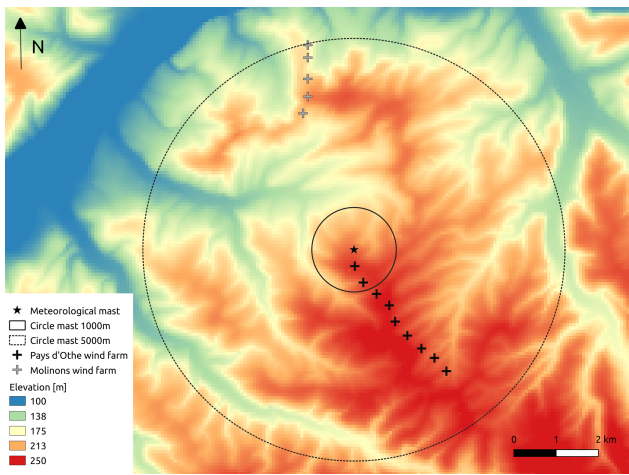 N
Meteorological mast
Circle mast 1000m
Circle mast 5000m
Pays d'Othe wind farm
Molinons wind farm
Elevation [m]
100
138
175
213
250
0 1 2 km